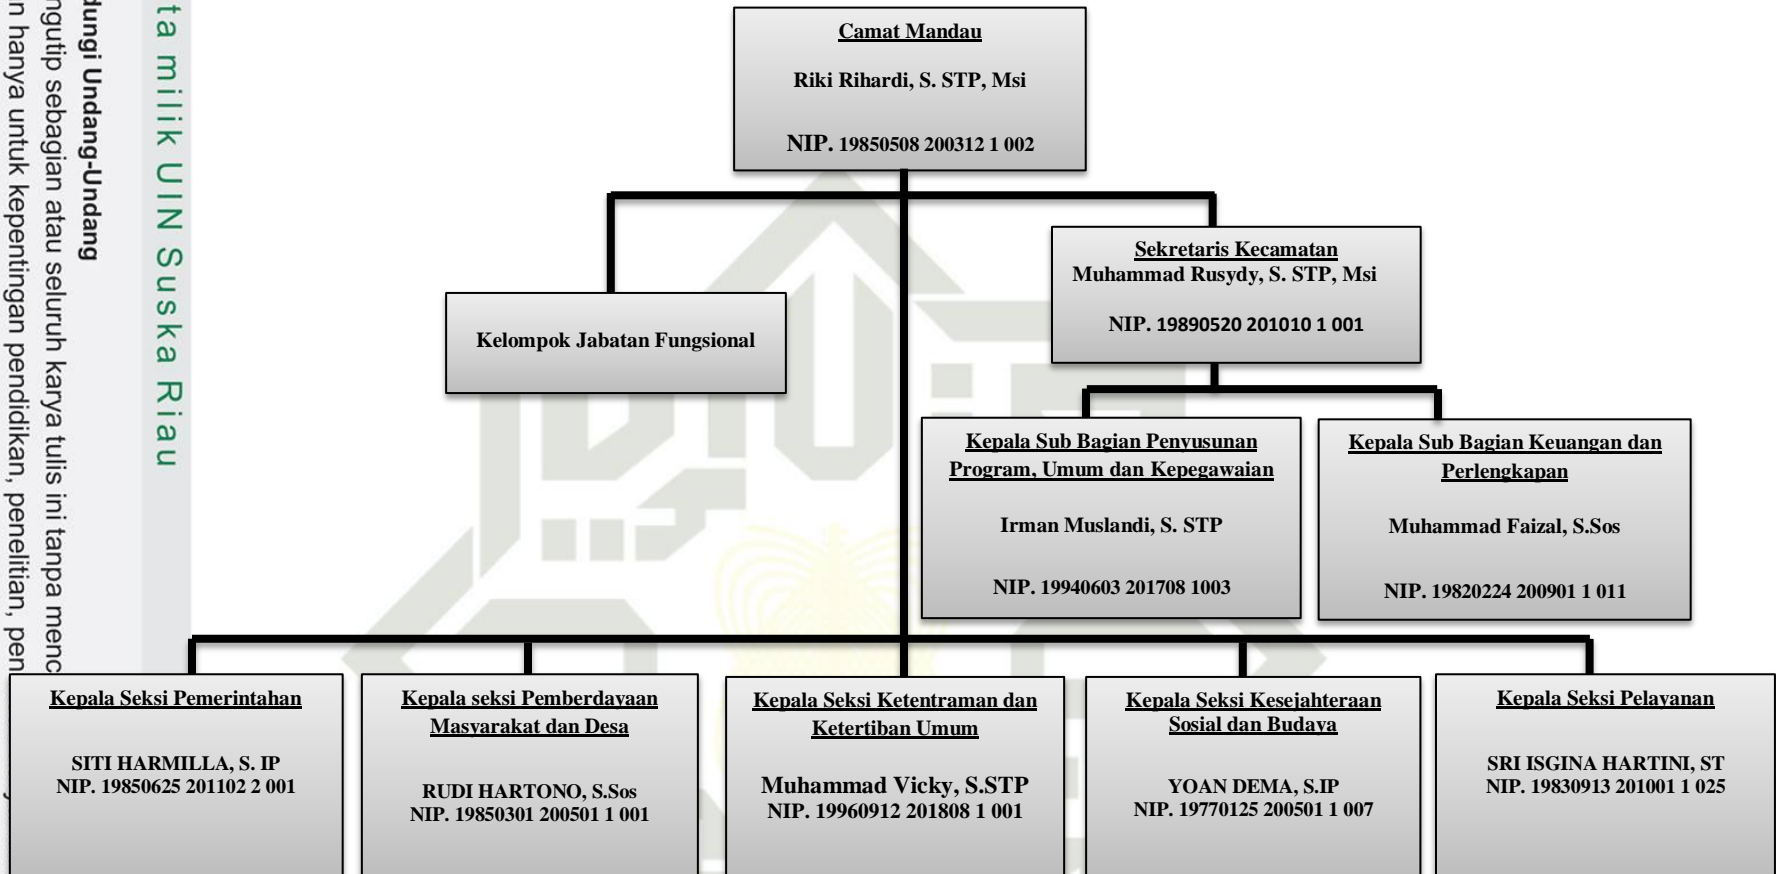 ta milik UIN Suska Riau
dungi Undang-Undang
ngutip sebagian atau seluruh karya tulis ini tanpa menc
n hanya untuk kepentingan pendidikan, penelitian, pen
Camat Mandau
Riki Rihardi, S. STP, Msi
NIP. 19850508 200312 1 002
Kelompok Jabatan Fungsional
Sekretaris Kecamatan
Muhammad Rusydy, S. STP, Msi
NIP. 19890520 201010 1 001
Kepala Sub Bagian Penyusunan
Program, Umum dan Kepegawaian
Irman Muslandi, S. STP
NIP. 19940603 201708 1003
Kepala Sub Bagian Keuangan dan
Perlengkapan
Muhammad Faizal, S.Sos
NIP. 19820224 200901 1 011
Kepala Seksi Pemerintahan
SITI HARMILLA, S. IP
NIP. 19850625 201102 2 001
Kepala seksi Pemberdayaan
Masyarakat dan Desa
RUDI HARTONO, S.Sos
NIP. 19850301 200501 1 001
Kepala Seksi Ketentraman dan
Ketertiban Umum
Muhammad Vicky, S.STP
NIP. 19960912 201808 1 001
Kepala Seksi Kesejahteraan
Sosial dan Budaya
YOAN DEMA, S.IP
NIP. 19770125 200501 1 007
Kepala Seksi Pelayanan
SRI ISGINA HARTINI, ST
NIP. 19830913 201001 1 025